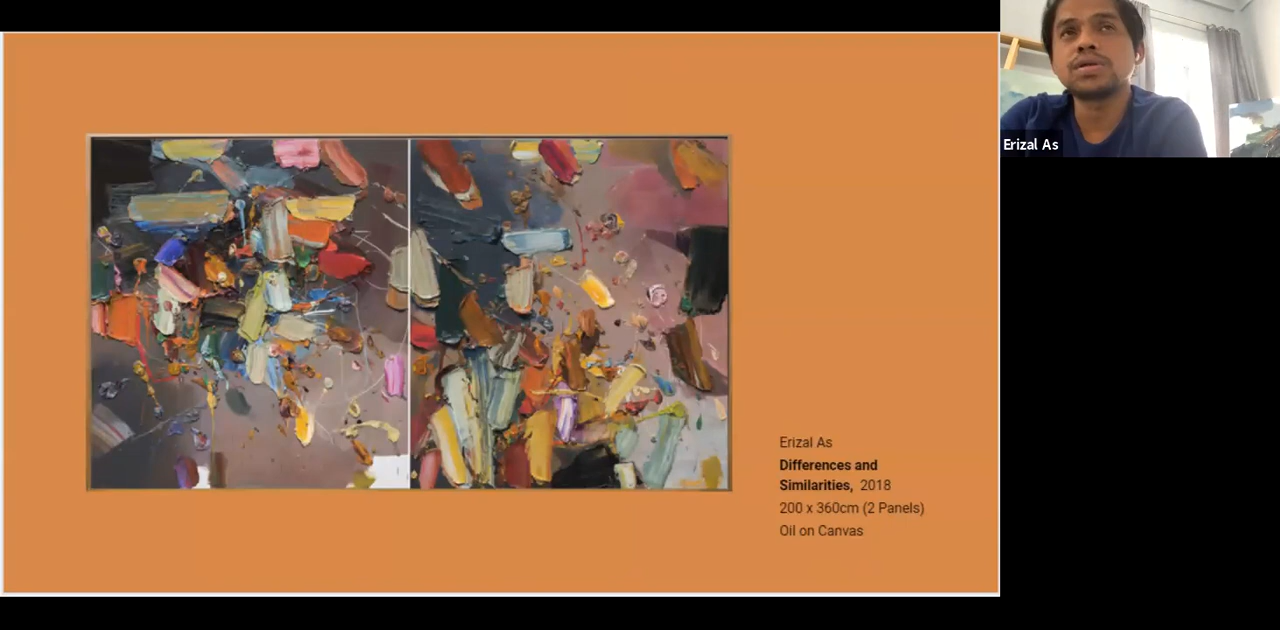 Erizal As
Erizal As
Differences and
Similarities, 2018
200 x 360cm (2 Panels)
Oil on Canvas